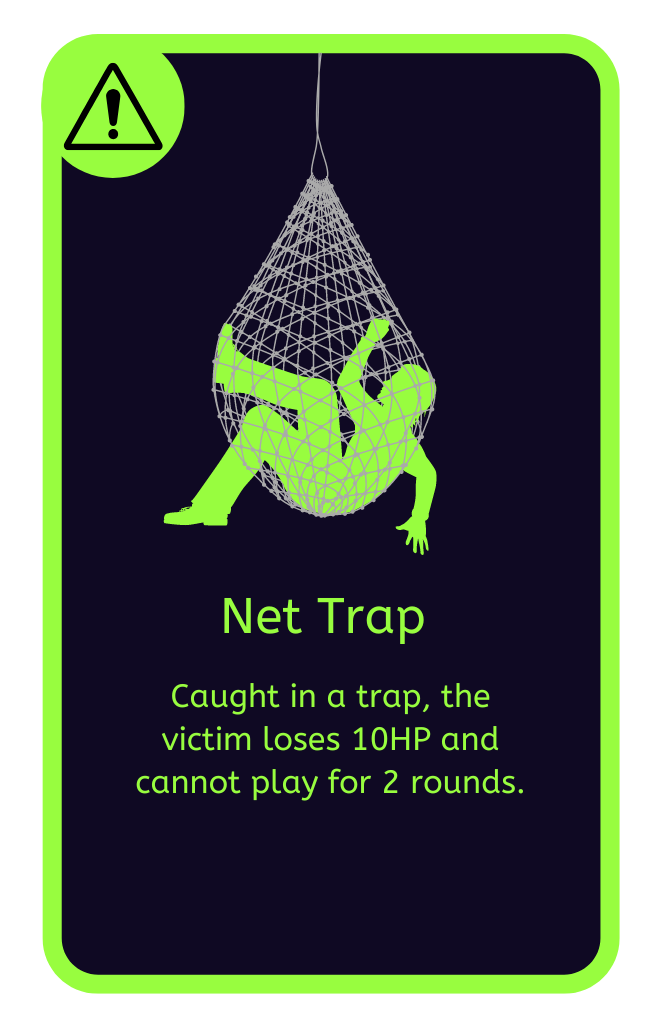 Net Trap
Caught in a trap, the
victim loses 10HP and
cannot play for 2 rounds.